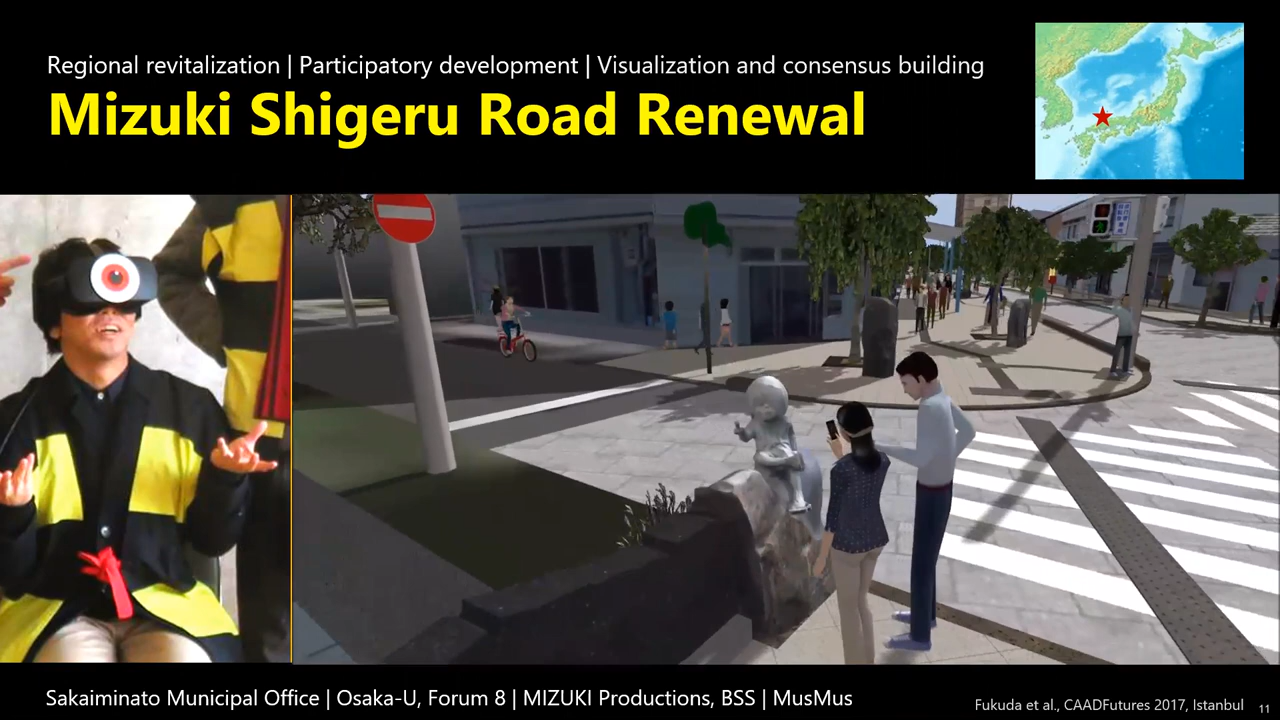 Regional revitalization | Participatory development | Visualization and consensus building
Mizuki Shigeru Road Renewal
Sakaiminato Municipal Office | Osaka-U, Forum 8 | MIZUKI Productions, BSS | MusMus
Fukuda et al., CAADFutures 2017, Istanbul
11